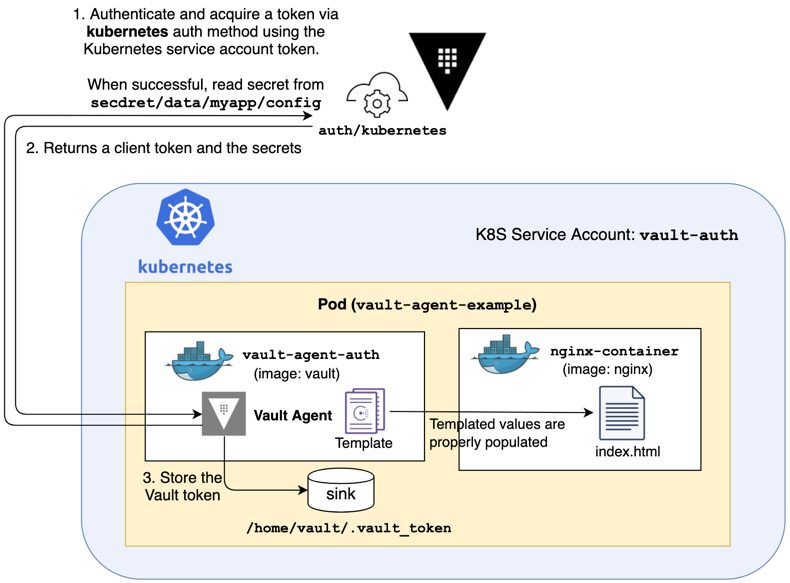 1. Authenticate and acquire a token via
kubernetes auth method using the
Kubernetes service account token.
When successful, read secret from
secdret/data/myapp/config
auth/kubernetes
2. Returns a client token and the secrets
kubernetes
K8S Service Account: vault-auth
Pod (vault-agent-example)
vault-agent-auth
(image: vault)
Vault Agent
Template
nginx-container
(image: nginx)
Templated values are
properly populated
index.html
3. Store the
Vault token
sink
/home/vault/.vault_token